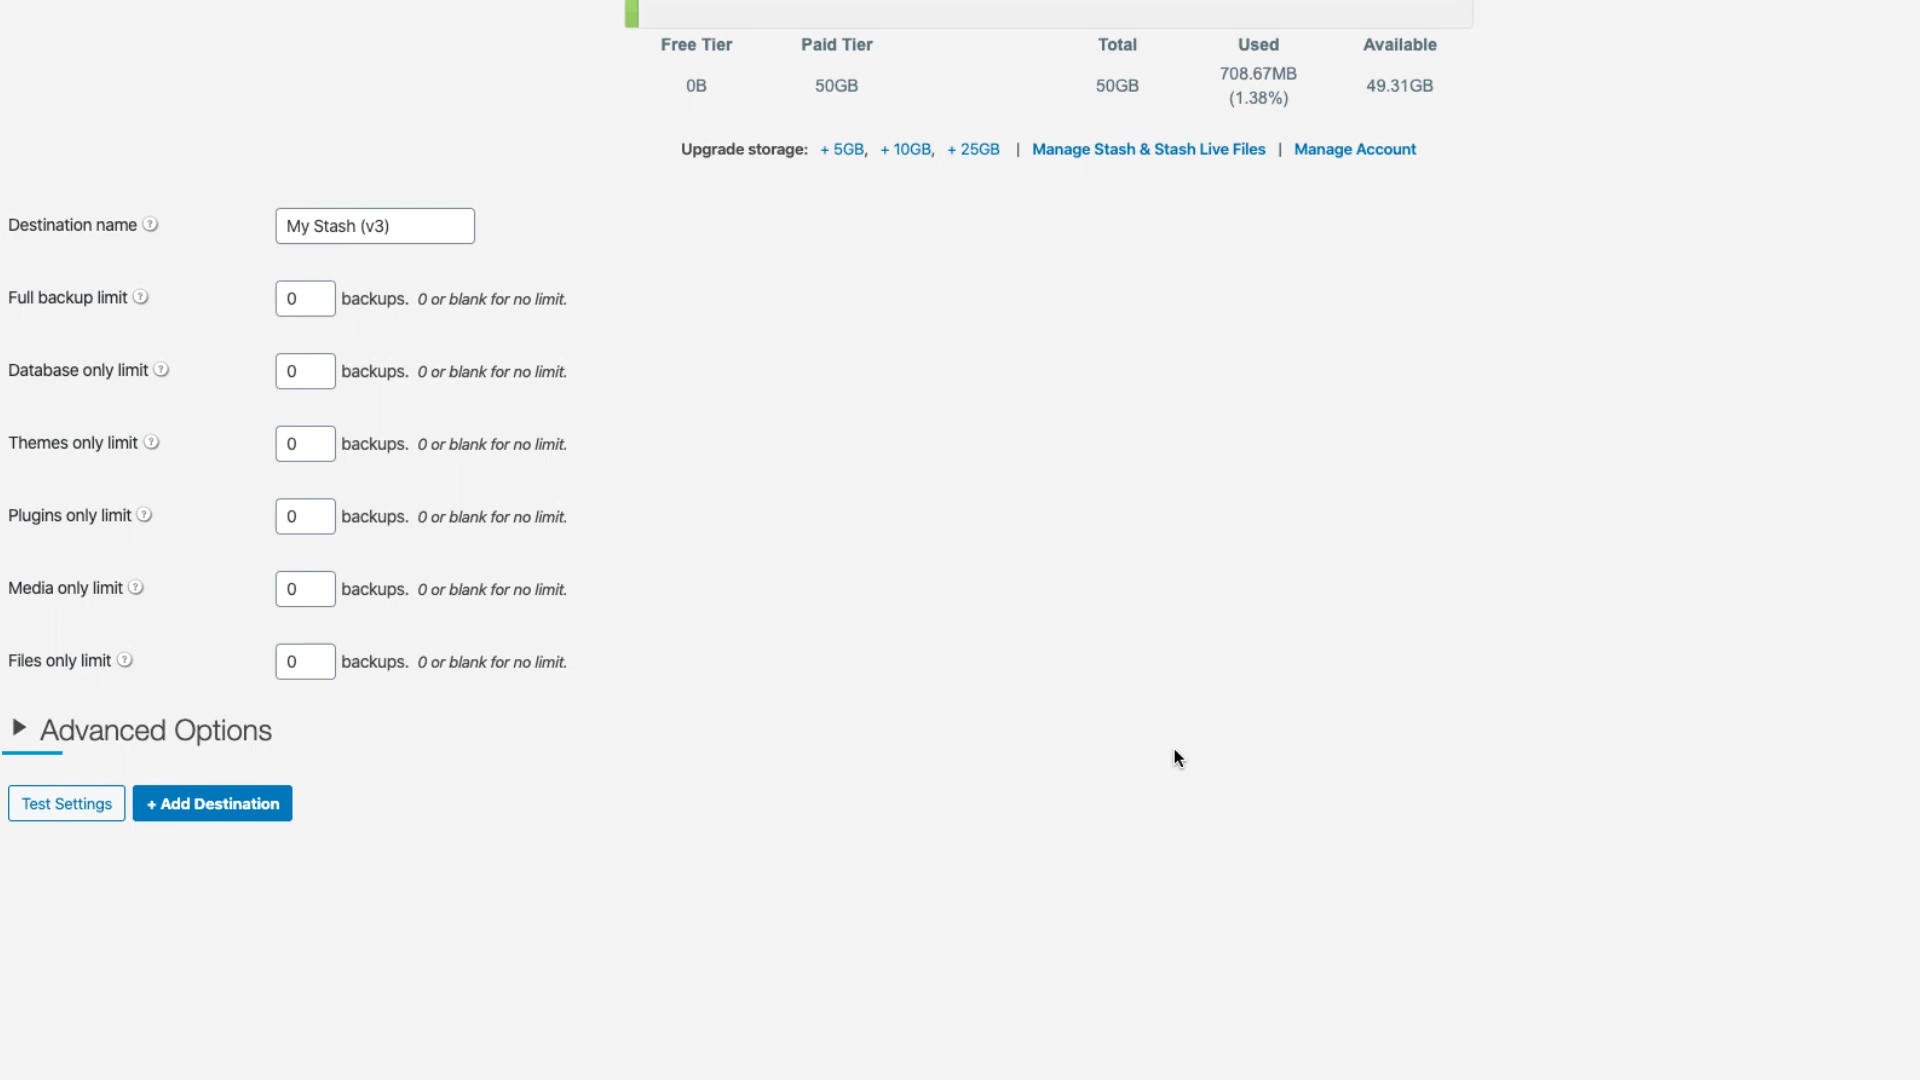 Free Tier Paid Tier Total Used Available
0B 50GB 50GB 708.67MB (1.38%) 49.31GB
Upgrade storage: + 5GB, + 10GB, + 25GB | Manage Stash & Stash Live Files | Manage Account
Destination name ? My Stash (v3)
Full backup limit ? 0 backups. 0 or blank for no limit.
Database only limit ? 0 backups. 0 or blank for no limit.
Themes only limit ? 0 backups. 0 or blank for no limit.
Plugins only limit ? 0 backups. 0 or blank for no limit.
Media only limit ? 0 backups. 0 or blank for no limit.
Files only limit ? 0 backups. 0 or blank for no limit.
Advanced Options
Test Settings + Add Destination